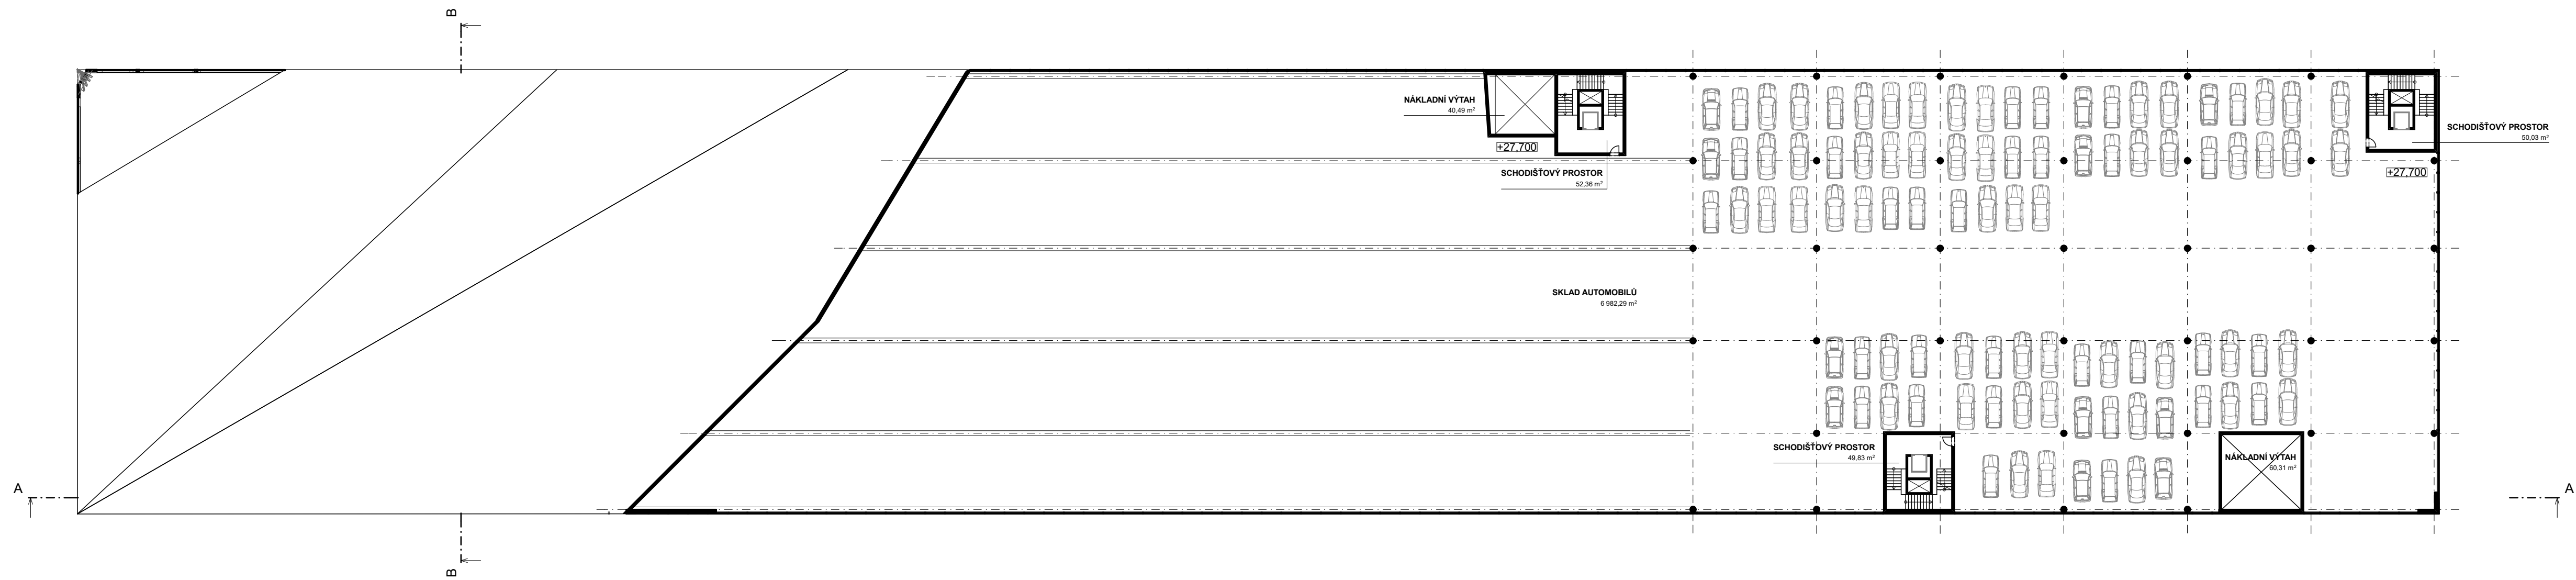 B
NÁKLADNÍ VÝTAH
40,49 m²
+27,700
SCHODIŠŤOVÝ PROSTOR
52,36 m²
SCHODIŠŤOVÝ PROSTOR
50,03 m²
+27,700
SKLAD AUTOMOBILŮ
6 982,29 m²
SCHODIŠŤOVÝ PROSTOR
49,83 m²
NÁKLADNÍ VÝTAH
60,31 m²
A
A
B